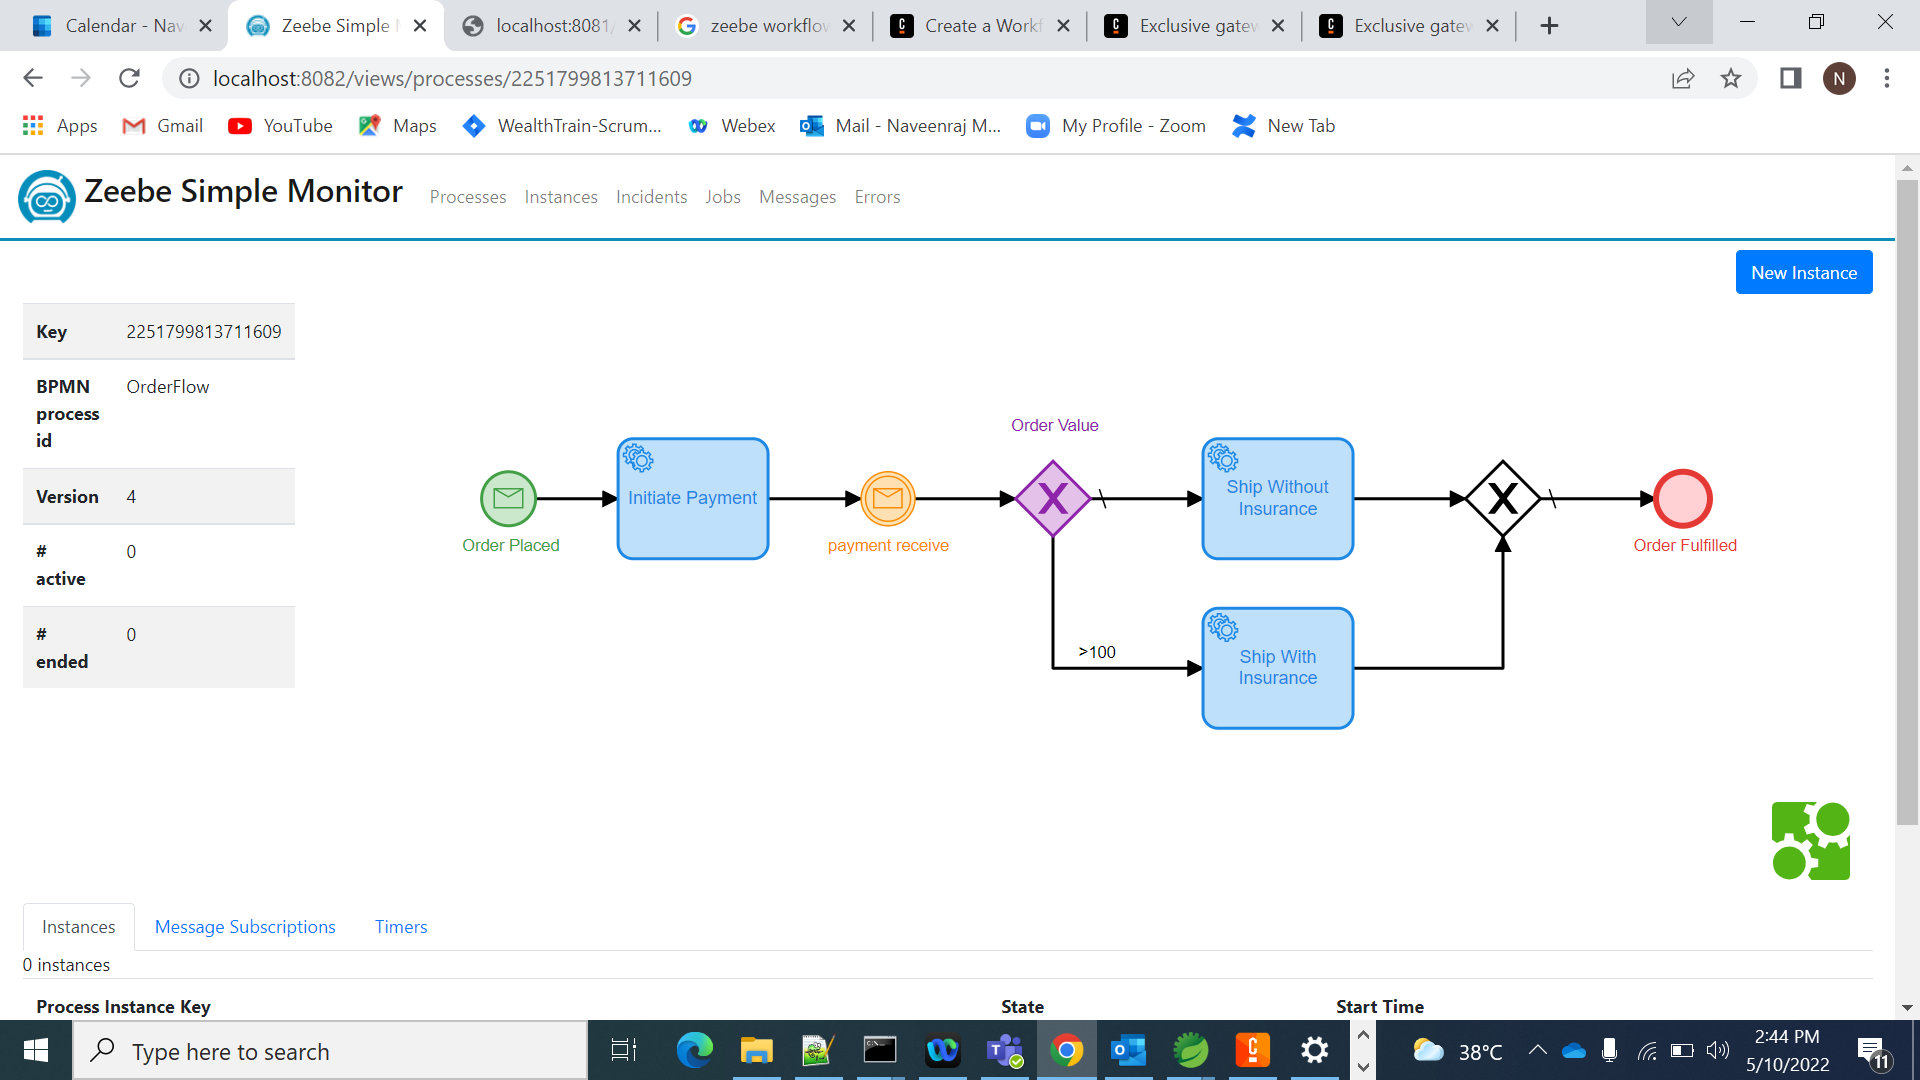 Calendar - Nav
Zeebe Simple
localhost:8081/
zeebe workflow
Create a Workf
Exclusive gatew
Exclusive gatew
localhost:8082/views/processes/2251799813711609
N
Apps
Gmail
YouTube
Maps
WealthTrain-Scrum...
Webex
Mail - Naveenraj M...
My Profile - Zoom
New Tab
Zeebe Simple Monitor
Processes
Instances
Incidents
Jobs
Messages
Errors
New Instance
Key
2251799813711609
BPMN
process
id
OrderFlow
Version
4
#
active
0
#
ended
0
Order Placed
Initiate Payment
payment receive
Order Value
Ship Without
Insurance
>100
Ship With
Insurance
Order Fulfilled
Instances
Message Subscriptions
Timers
0 instances
Process Instance Key
State
Start Time
Type here to search
38°C
2:44 PM
5/10/2022
11